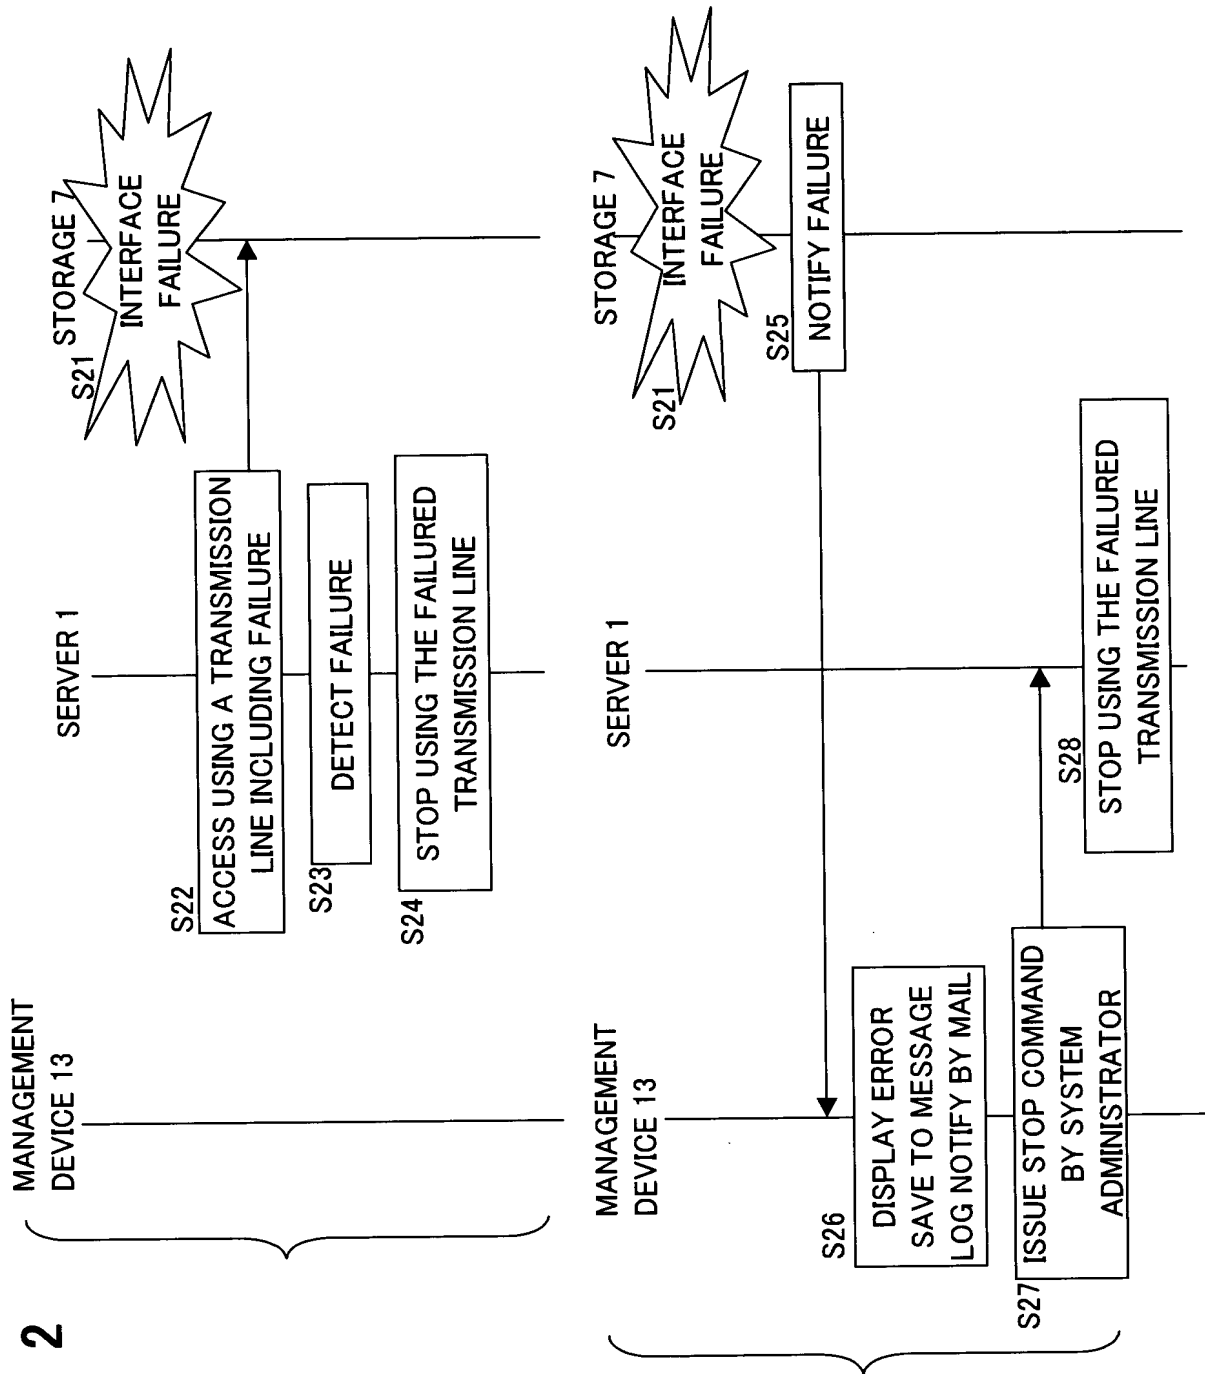 2
MANAGEMENT
DEVICE 13
SERVER 1
STORAGE 7
S21
INTERFACE
FAILURE
S22
ACCESS USING A TRANSMISSION
LINE INCLUDING FAILURE
S23
DETECT FAILURE
S24
STOP USING THE FAILURED
TRANSMISSION LINE
MANAGEMENT
DEVICE 13
SERVER 1
STORAGE 7
S21
INTERFACE
FAILURE
S25
NOTIFY FAILURE
S26
DISPLAY ERROR
SAVE TO MESSAGE
LOG NOTIFY BY MAIL
S27
ISSUE STOP COMMAND
BY SYSTEM
ADMINISTRATOR
S28
STOP USING THE FAILURED
TRANSMISSION LINE